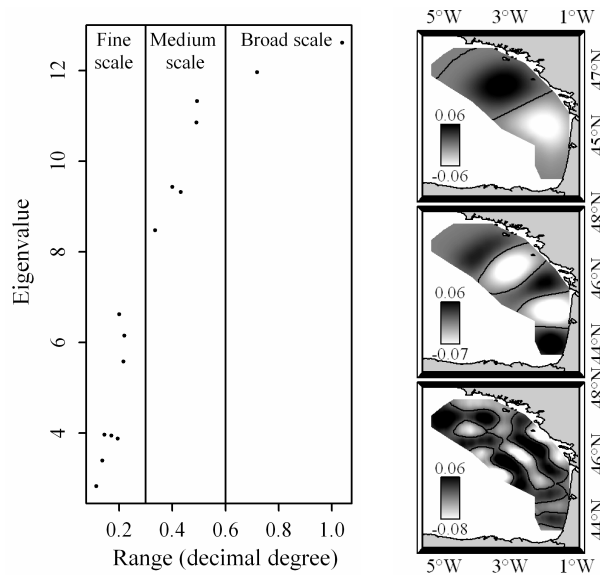 Fine scale
Medium scale
Broad scale
Eigenvalue
12
10
8
6
4
0.2
0.4
0.6
0.8
1.0
Range (decimal degree)
5°W
3°W
1°W
47°N
45°N
0.06
-0.06
48°N
46°N
44°N
0.06
-0.07
48°N
46°N
44°N
0.06
-0.08
5°W
3°W
1°W